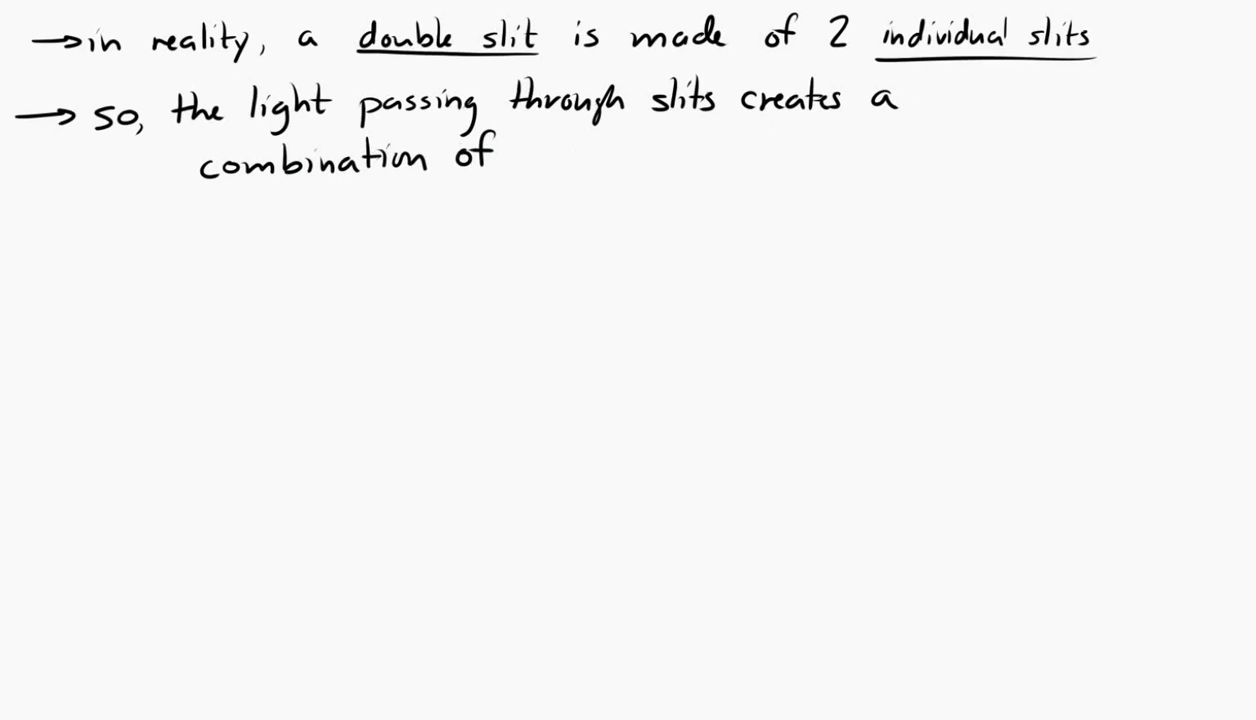 → in reality, a double slit is made of 2 individual slits
→ so, the light passing through slits creates a
combination of